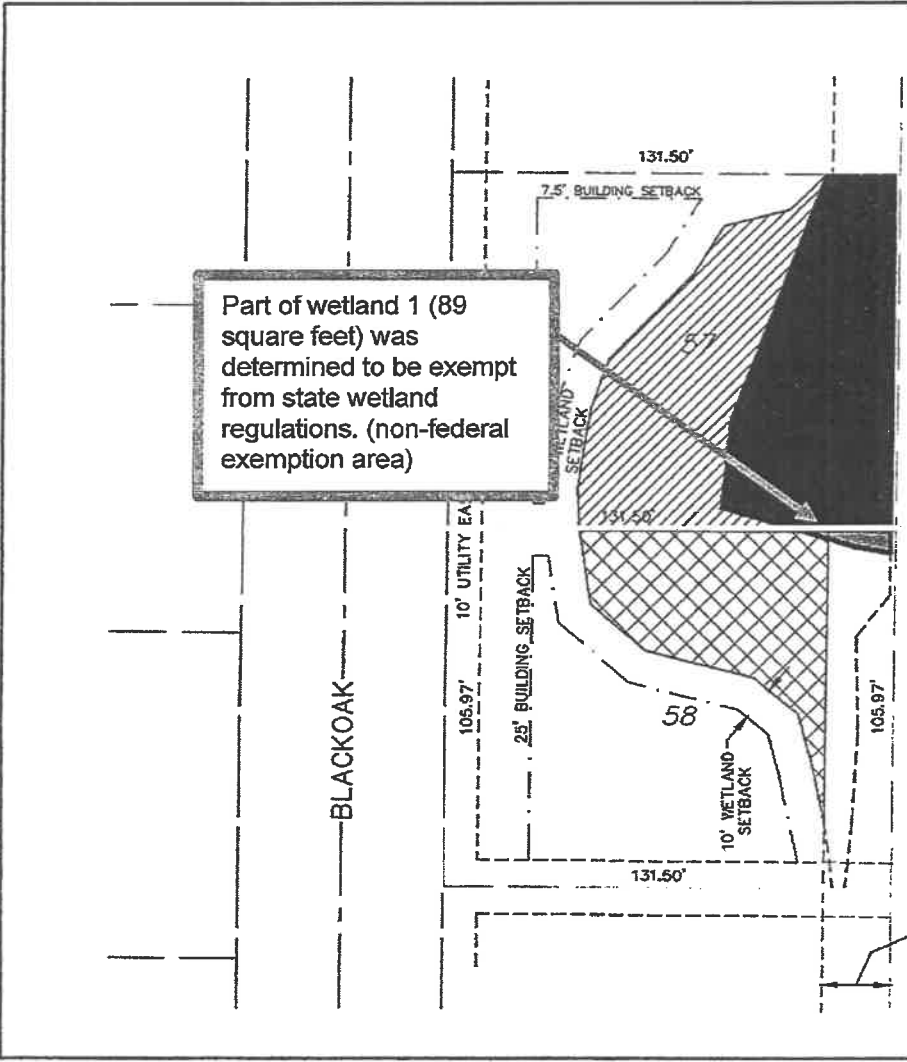 131.50'
7.5' BUILDING SETBACK
Part of wetland 1 (89
square feet) was
determined to be exempt
from state wetland
regulations. (non-federal
exemption area)
57
WETLAND
SETBACK
131.50'
10' UTILITY EA
105.97'
25' BUILDING SETBACK
BLACKOAK
58
10' WETLAND
SETBACK
105.97'
131.50'